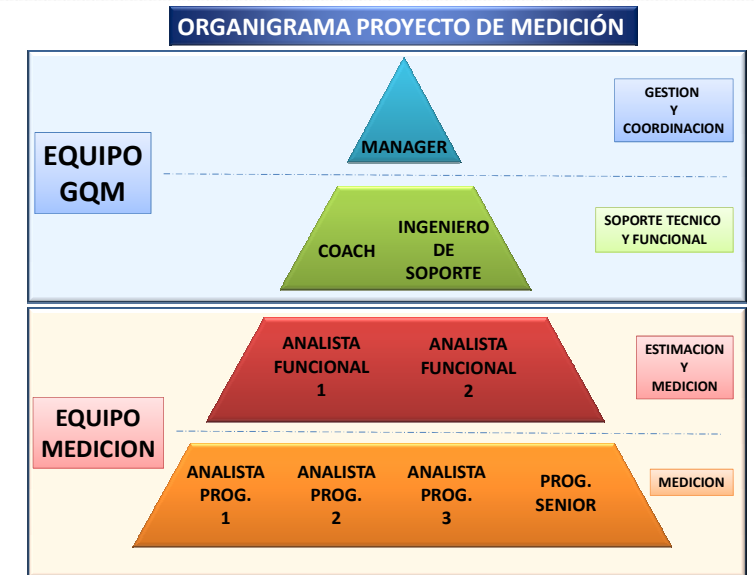 ORGANIGRAMA PROYECTO DE MEDICIÓN
EQUIPO
GQM
MANAGER
GESTION
Y
COORDINACION
COACH
INGENIERO
DE
SOPORTE
SOPORTE TECNICO
Y FUNCIONAL
EQUIPO
MEDICION
ANALISTA
FUNCIONAL
1
ANALISTA
FUNCIONAL
2
ESTIMACION
Y
MEDICION
ANALISTA
PROG.
1
ANALISTA
PROG.
2
ANALISTA
PROG.
3
PROG.
SENIOR
MEDICION